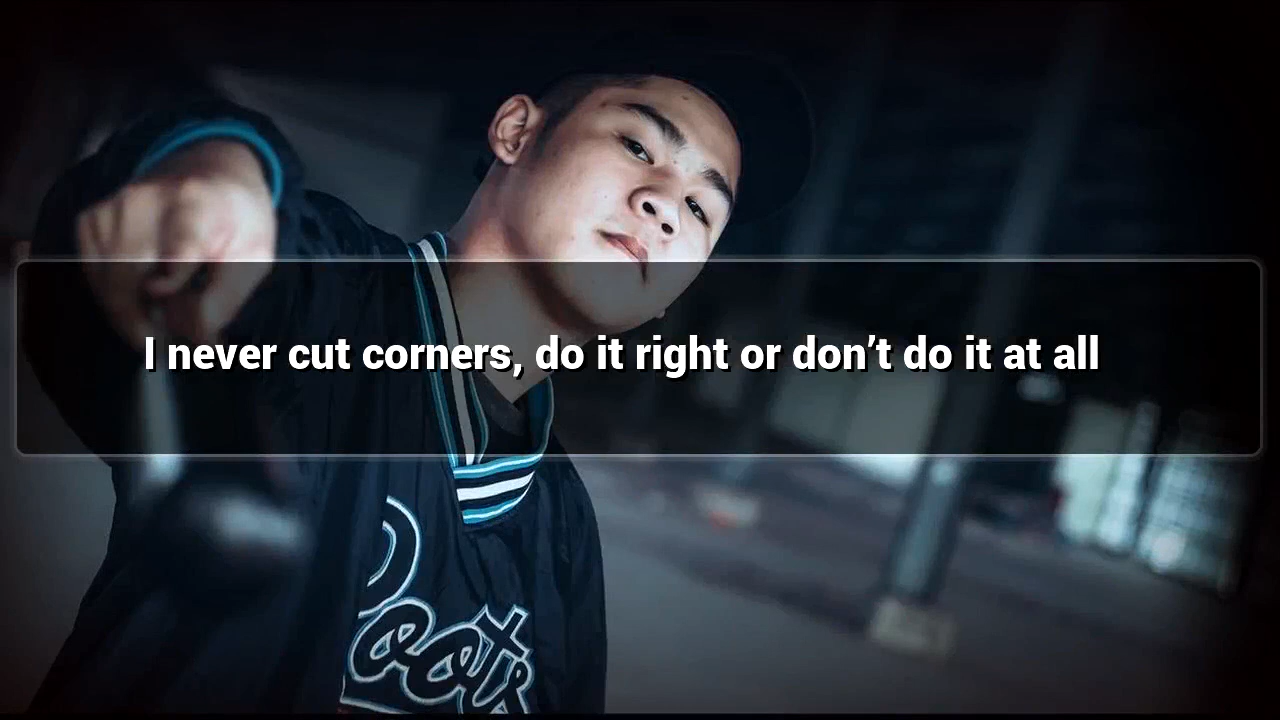 I never cut corners, do it right or don’t do it at all